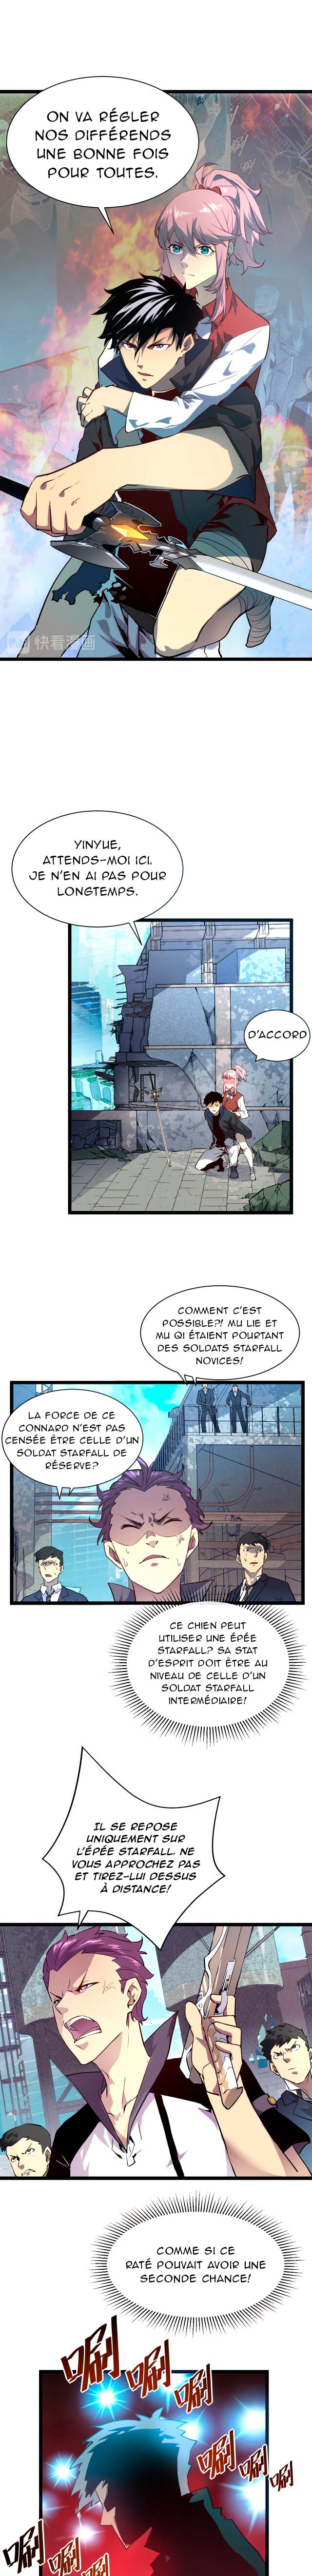 ON VA RÉGLER
NOS DIFFÉRENDS
UNE BONNE FOIS
POUR TOUTES.
快看漫画
YINYUE,
ATTENDS-MOI ICI.
JE N'EN AI PAS POUR
LONGTEMPS.
D'ACCORD
COMMENT C'EST
POSSIBLE?! MU LIE ET
MU QI ÉTAIENT POURTANT
DES SOLDATS STARFALL
NOVICES!
LA FORCE DE CE
CONNARD N'EST PAS
CENSÉE ÊTRE CELLE D'UN
SOLDAT STARFALL DE
RÉSERVE?
CE CHIEN PEUT
UTILISER UNE ÉPÉE
STARFALL? SA STAT
D'ESPRIT DOIT ÊTRE AU
NIVEAU DE CELLE D'UN
SOLDAT STARFALL
INTERMÉDIAIRE!
IL SE REPOSE
UNIQUEMENT SUR
L'ÉPÉE STARFALL. NE
VOUS APPROCHEZ PAS
ET TIREZ-LUI DESSUS
À DISTANCE!
COMME SI CE
RATÉ POUVAIT AVOIR UNE
SECONDE CHANCE!
唰
唰
唰
唰
唰
唰
唰
唰